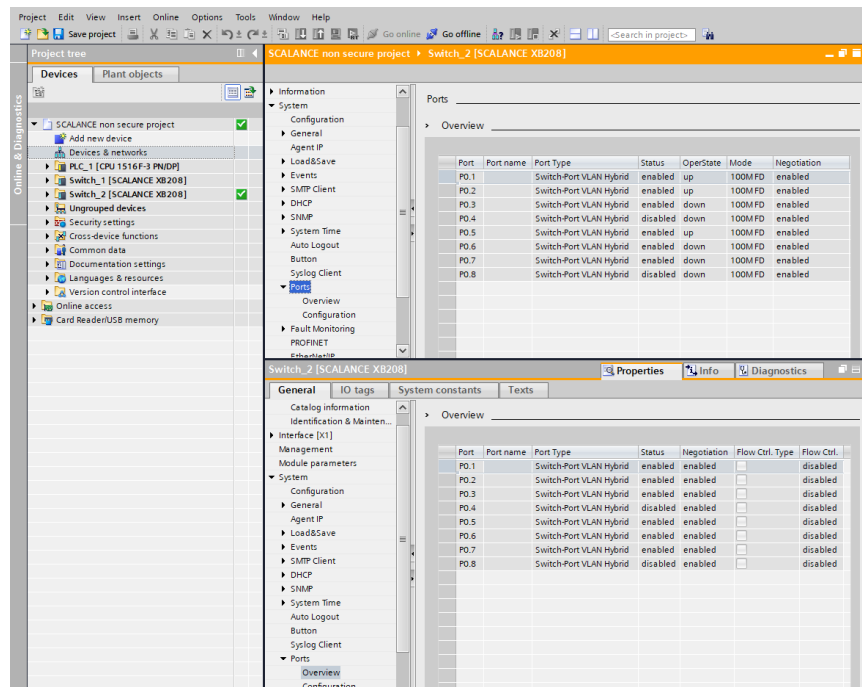 Project Edit View Insert Online Options Tools Window Help
Save project Go online Go offline <Search in project>
Project tree
Devices Plant objects
Online & Diagnostics
SCALANCE non secure project
Add new device
Devices & networks
PLC_1 [CPU 1516F-3 PN/DP]
Switch_1 [SCALANCE XB208]
Switch_2 [SCALANCE XB208]
Ungrouped devices
Security settings
Cross-device functions
Common data
Documentation settings
Languages & resources
Version control interface
Online access
Card Reader/USB memory
SCALANCE non secure project Switch_2 [SCALANCE XB208]
Information
System
Configuration
General
Agent IP
Load&Save
Events
SMTP Client
DHCP
SNMP
System Time
Auto Logout
Button
Syslog Client
Ports
Overview
Configuration
Fault Monitoring
PROFINET
EtherNet/IP
Ports
Overview
Port Port name Port Type Status OperState Mode Negotiation
P0.1 Switch-Port VLAN Hybrid enabled up 100M FD enabled
P0.2 Switch-Port VLAN Hybrid enabled up 100M FD enabled
P0.3 Switch-Port VLAN Hybrid enabled down 100M FD enabled
P0.4 Switch-Port VLAN Hybrid disabled down 100M FD enabled
P0.5 Switch-Port VLAN Hybrid enabled up 100M FD enabled
P0.6 Switch-Port VLAN Hybrid enabled down 100M FD enabled
P0.7 Switch-Port VLAN Hybrid enabled down 100M FD enabled
P0.8 Switch-Port VLAN Hybrid disabled down 100M FD enabled
Switch_2 [SCALANCE XB208]
Properties Info Diagnostics
General IO tags System constants Texts
Catalog information
Identification & Mainten...
Interface [X1]
Management
Module parameters
System
Configuration
General
Agent IP
Load&Save
Events
SMTP Client
DHCP
SNMP
System Time
Auto Logout
Button
Syslog Client
Ports
Overview
Configuration
Overview
Port Port name Port Type Status Negotiation Flow Ctrl. Type Flow Ctrl.
P0.1 Switch-Port VLAN Hybrid enabled enabled disabled
P0.2 Switch-Port VLAN Hybrid enabled enabled disabled
P0.3 Switch-Port VLAN Hybrid enabled enabled disabled
P0.4 Switch-Port VLAN Hybrid disabled enabled disabled
P0.5 Switch-Port VLAN Hybrid enabled enabled disabled
P0.6 Switch-Port VLAN Hybrid enabled enabled disabled
P0.7 Switch-Port VLAN Hybrid enabled enabled disabled
P0.8 Switch-Port VLAN Hybrid disabled enabled disabled